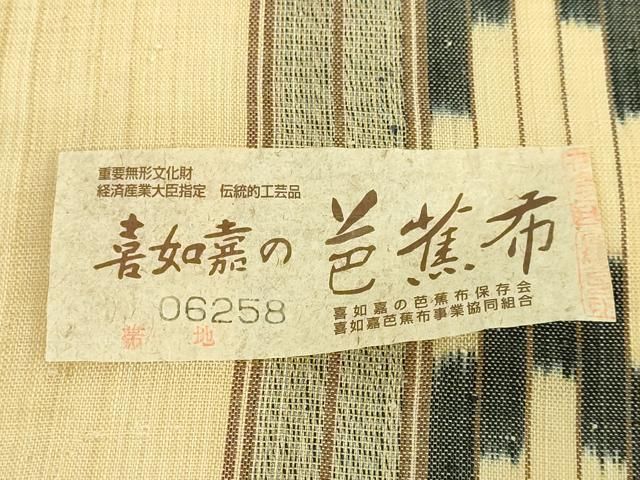 重要無形文化財
経済産業大臣指定 伝統的工芸品
喜如嘉の芭蕉布
06258
帯地
喜如嘉の芭蕉布保存会
喜如嘉芭蕉布事業協同組合